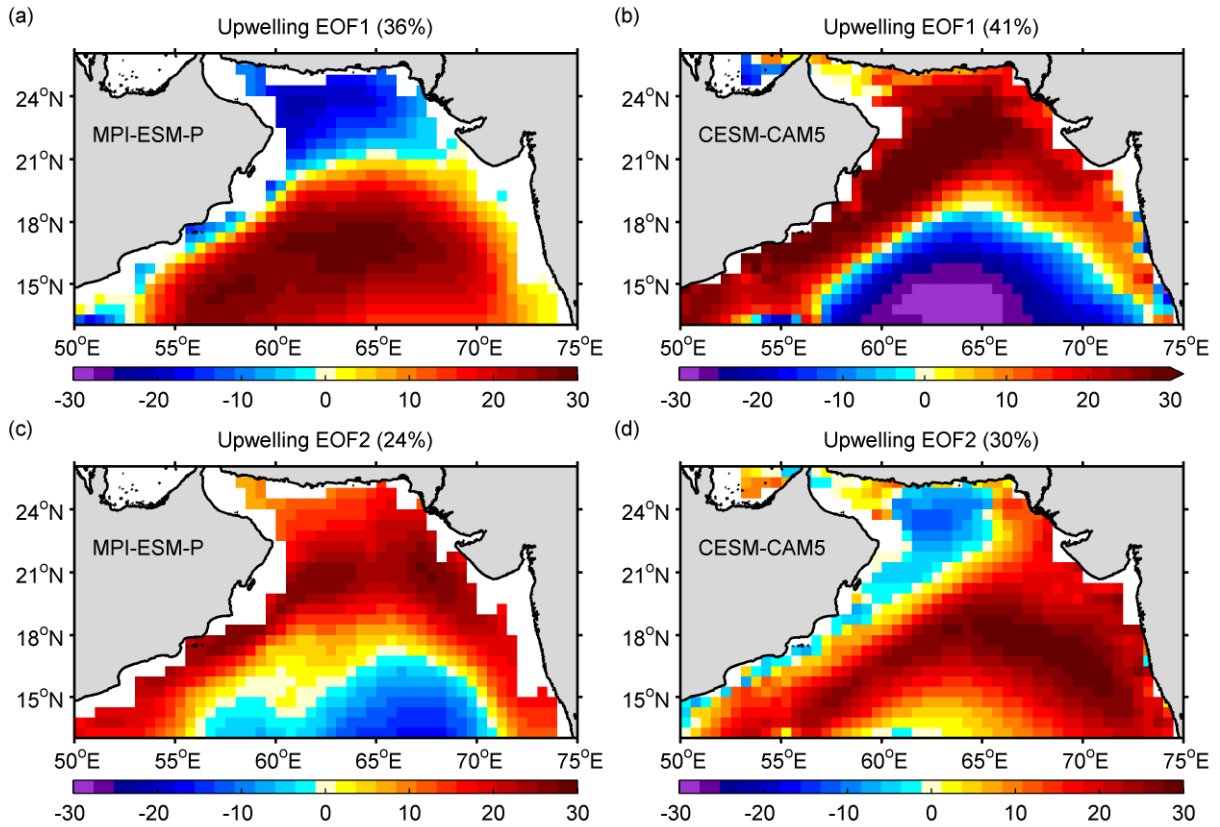 (a)
Upwelling EOF1 (36%)
24°N
21°N
18°N
15°N
MPI-ESM-P
50°E 55°E 60°E 65°E 70°E 75°E
-30 -20 -10 0 10 20 30
(b)
Upwelling EOF1 (41%)
24°N
21°N
18°N
15°N
CESM-CAM5
50°E 55°E 60°E 65°E 70°E 75°E
-30 -20 -10 0 10 20 30
(c)
Upwelling EOF2 (24%)
24°N
21°N
18°N
15°N
MPI-ESM-P
50°E 55°E 60°E 65°E 70°E 75°E
-30 -20 -10 0 10 20 30
(d)
Upwelling EOF2 (30%)
24°N
21°N
18°N
15°N
CESM-CAM5
50°E 55°E 60°E 65°E 70°E 75°E
-30 -20 -10 0 10 20 30